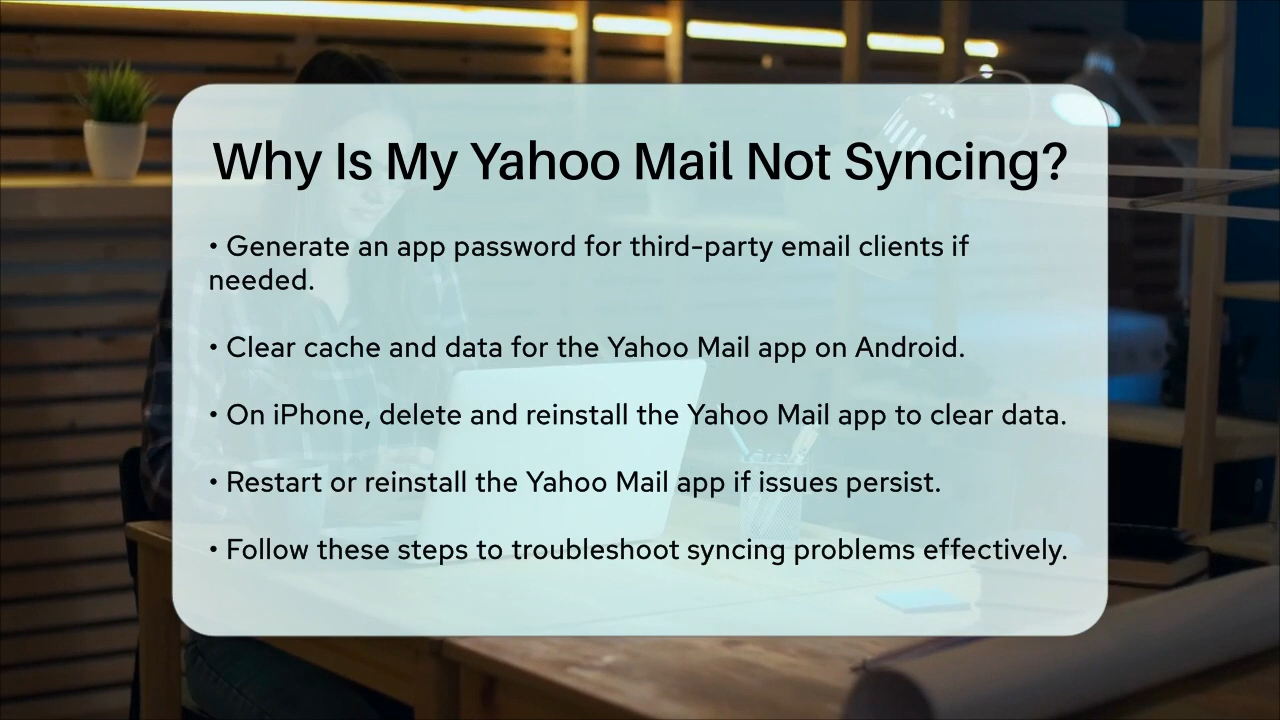 Why Is My Yahoo Mail Not Syncing?
• Generate an app password for third-party email clients if
needed.
• Clear cache and data for the Yahoo Mail app on Android.
• On iPhone, delete and reinstall the Yahoo Mail app to clear data.
• Restart or reinstall the Yahoo Mail app if issues persist.
• Follow these steps to troubleshoot syncing problems effectively.